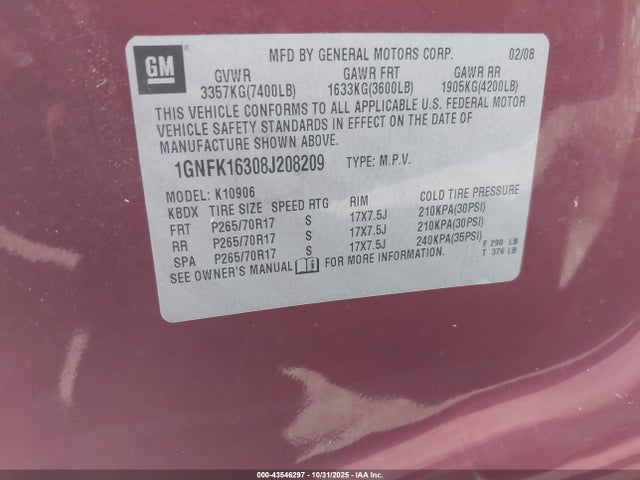 GM
MFD BY GENERAL MOTORS CORP. 02/08
GVWR GAWR FRT GAWR RR
3357KG(7400LB) 1633KG(3600LB) 1905KG(4200LB)
THIS VEHICLE CONFORMS TO ALL APPLICABLE U.S. FEDERAL MOTOR
VEHICLE SAFETY STANDARDS IN EFFECT ON THE DATE OF
MANUFACTURE SHOWN ABOVE.
1GNFK16308J208209 TYPE: M.P.V.
MODEL: K10906
KBDX TIRE SIZE SPEED RTG RIM COLD TIRE PRESSURE
FRT P265/70R17 S 17X7.5J 210KPA(30PSI)
RR P265/70R17 S 17X7.5J 210KPA(30PSI)
SPA P265/70R17 S 17X7.5J 240KPA(35PSI)
SEE OWNER'S MANUAL FOR MORE INFORMATION.
F 290 LB
T 376 LB
000-43546297 - 10/31/2025 - IAA Inc.